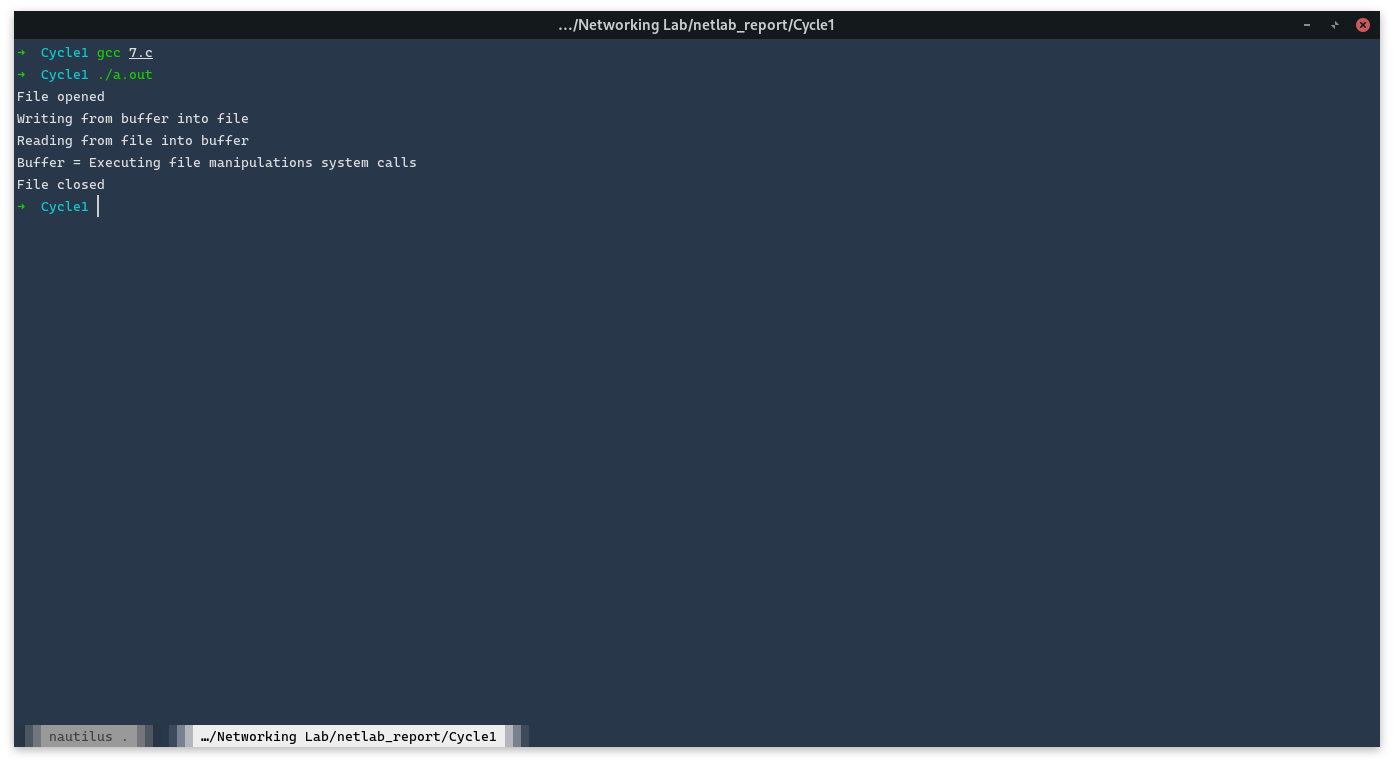 …/Networking Lab/netlab_report/Cycle1
➜ Cycle1 gcc 7.c
➜ Cycle1 ./a.out
File opened
Writing from buffer into file
Reading from file into buffer
Buffer = Executing file manipulations system calls
File closed
➜ Cycle1
nautilus . …/Networking Lab/netlab_report/Cycle1